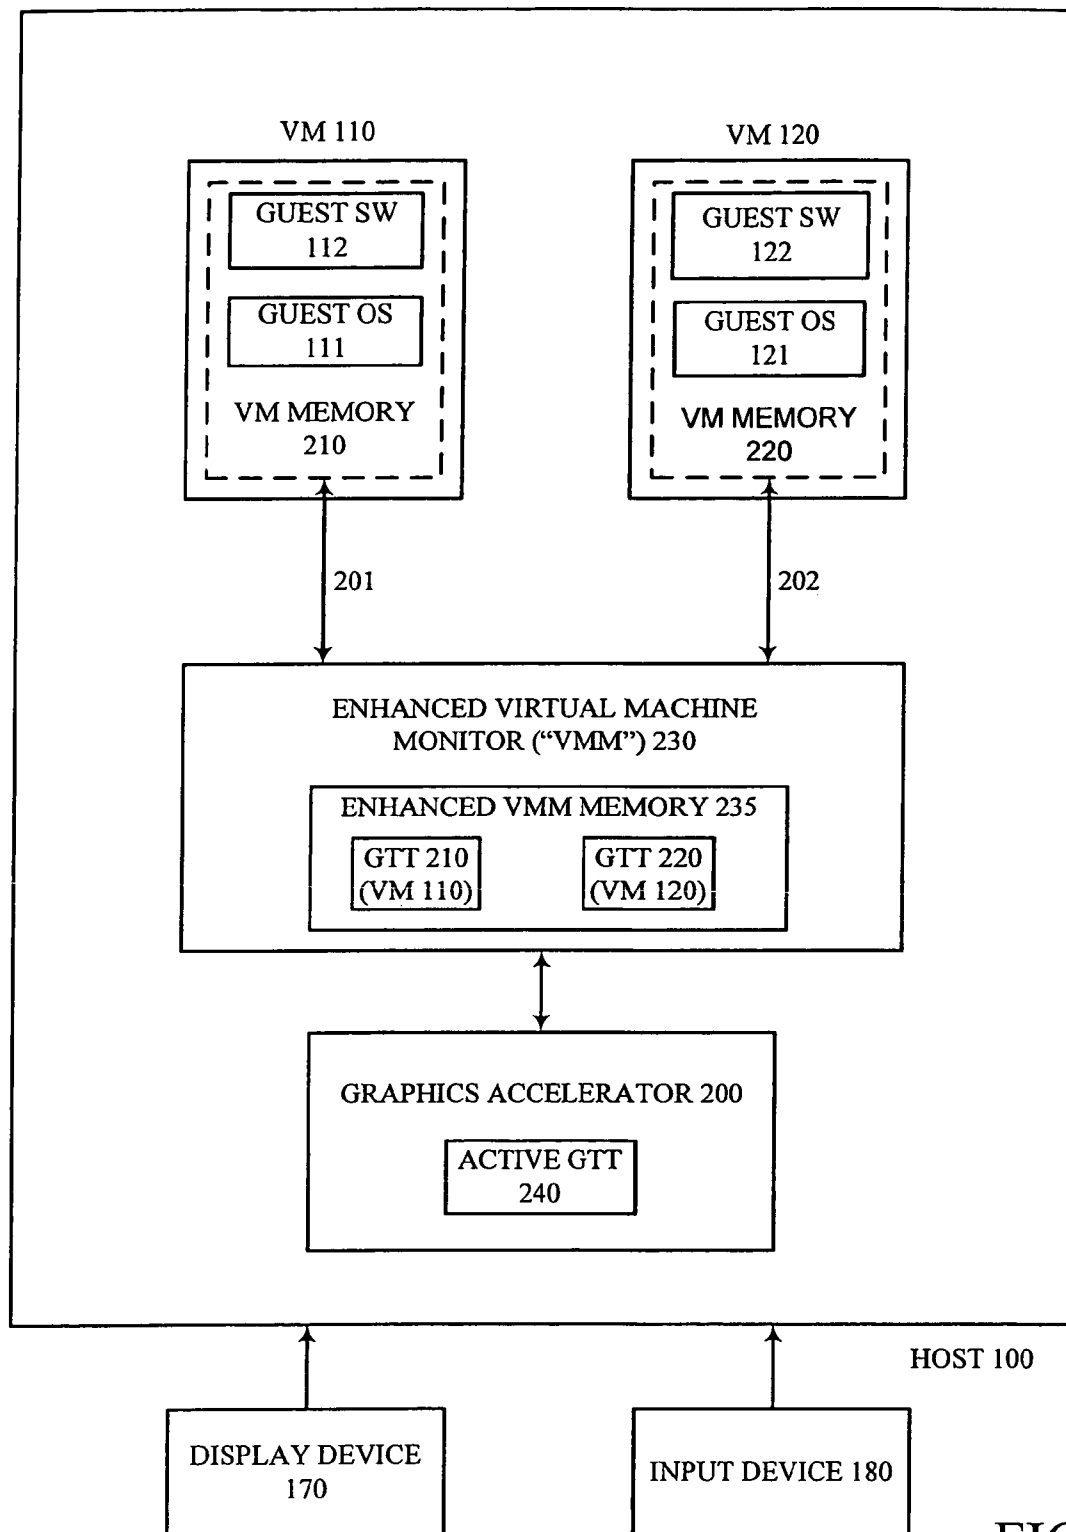 VM 110
VM 120
GUEST SW
112
GUEST OS
111
VM MEMORY
210
GUEST SW
122
GUEST OS
121
VM MEMORY
220
201
202
ENHANCED VIRTUAL MACHINE
MONITOR (“VMM”) 230
ENHANCED VMM MEMORY 235
GTT 210
(VM 110)
GTT 220
(VM 120)
GRAPHICS ACCELERATOR 200
ACTIVE GTT
240
HOST 100
DISPLAY DEVICE
170
INPUT DEVICE 180